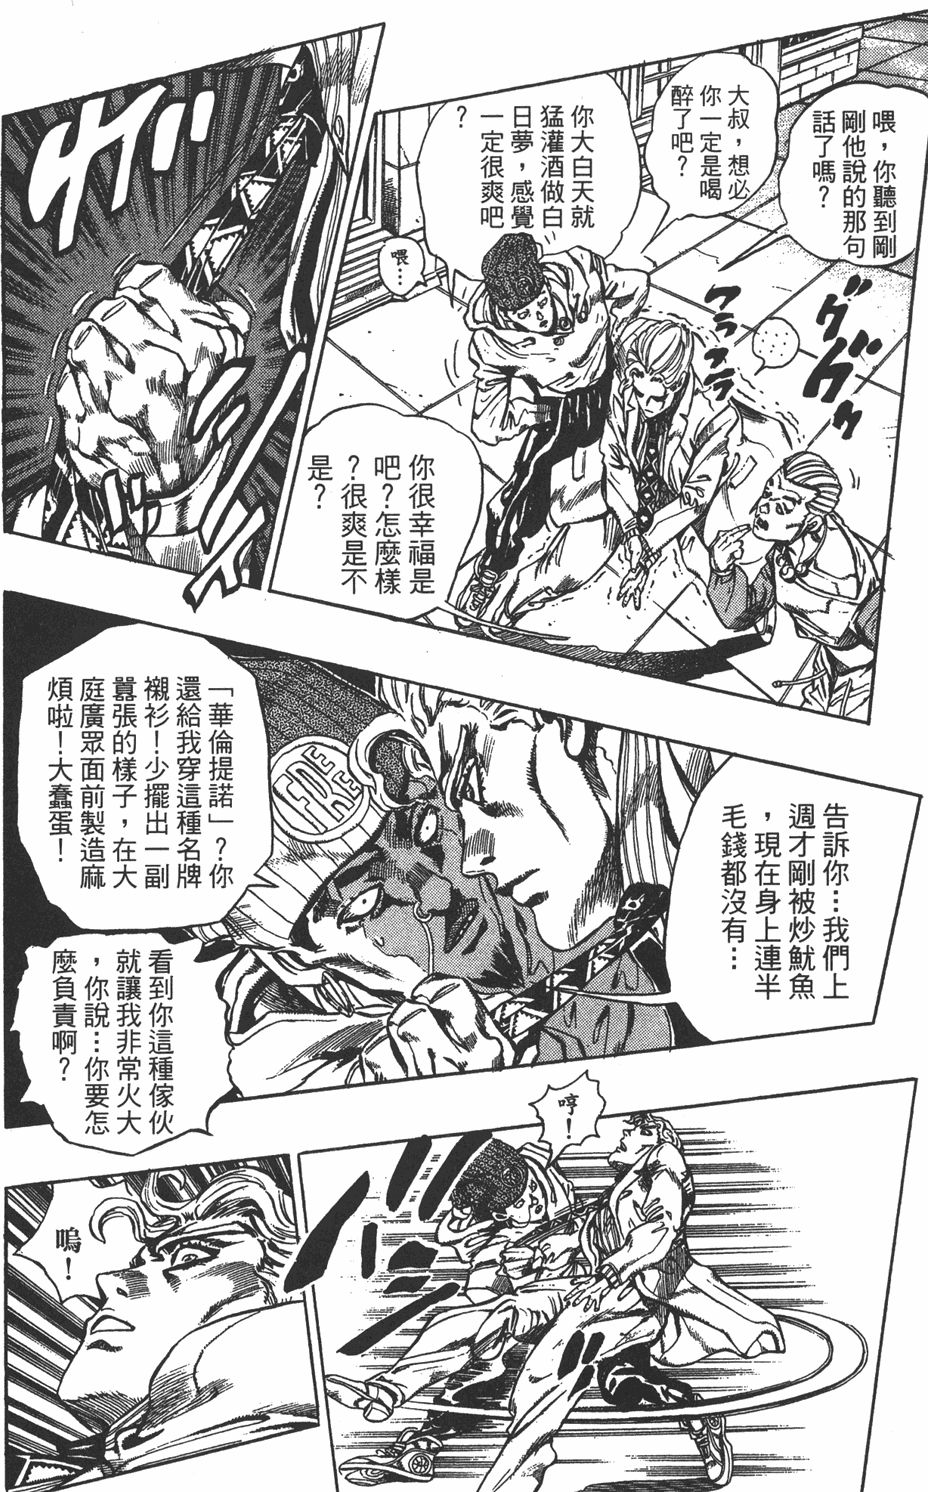 喂，你聽到剛
剛他說的那句
話了嗎？
大叔，想必
你一定是喝
醉了吧？
你大白天就
猛灌酒做白
日夢，感覺
一定很爽吧
？
喂…
……
グググ
フラフラ
你很幸福是
吧？怎麼樣
？很爽是不
是？
告訴你…我們上
週才剛被炒魷魚
，現在身上連半
毛錢都沒有…
「華倫提諾」？你
還給我穿這種名牌
襯衫！少擺出一副
囂張的樣子，在大
庭廣眾面前製造麻
煩啦！大蠢蛋！
看到你這種傢伙
就讓我非常火大
，你說…你要怎
麼負責啊？
哼！
嗚！